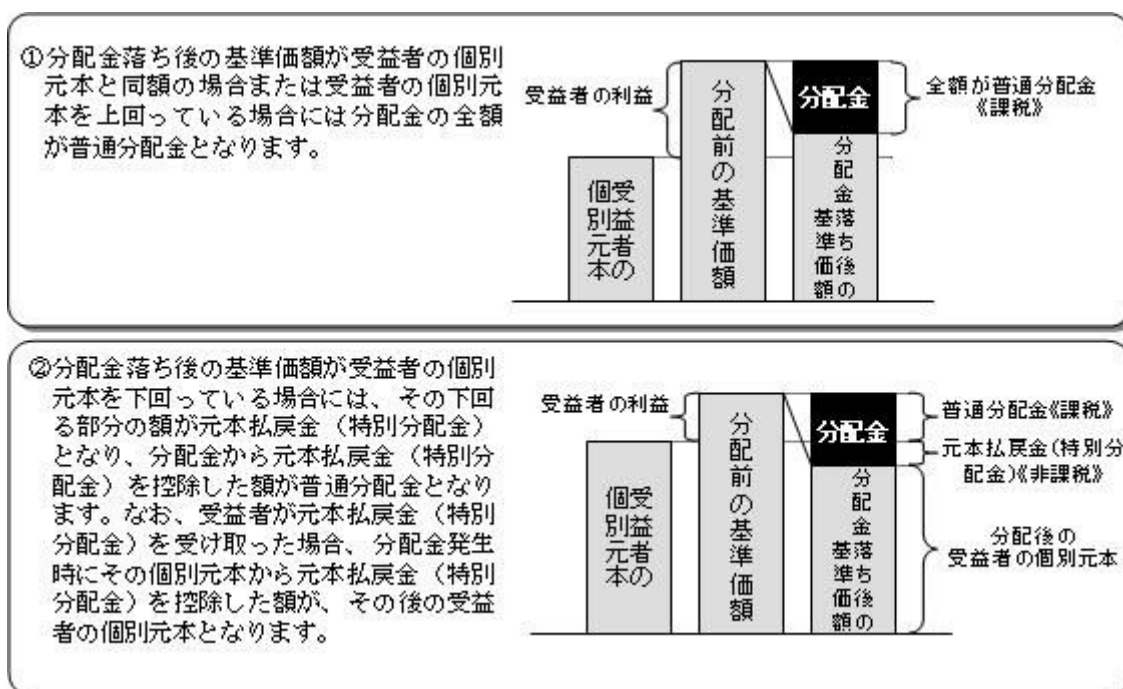 ①分配金落ち後の基準価額が受益者の個別
元本と同額の場合または受益者の個別元
本を上回っている場合には分配金の全額
が普通分配金となります。
受益者の利益
個別元本
受益者の
分配前の基準価額
分配金
分配金落ち後の
基準価額
全額が普通分配金
《課税》
②分配金落ち後の基準価額が受益者の個別
元本を下回っている場合には、その下回
る部分の額が元本払戻金（特別分配金）
となり、分配金から元本払戻金（特別分
配金）を控除した額が普通分配金となり
ます。なお、受益者が元本払戻金（特別
分配金）を受け取った場合、分配金発生
時にその個別元本から元本払戻金（特別
分配金）を控除した額が、その後の受益
者の個別元本となります。
受益者の利益
受益者の
個別元本
分配前の基準価額
分配金
分配金落ち後の
基準価額
普通分配金《課税》
元本払戻金(特別分
配金)《非課税》
分配後の
受益者の個別元本